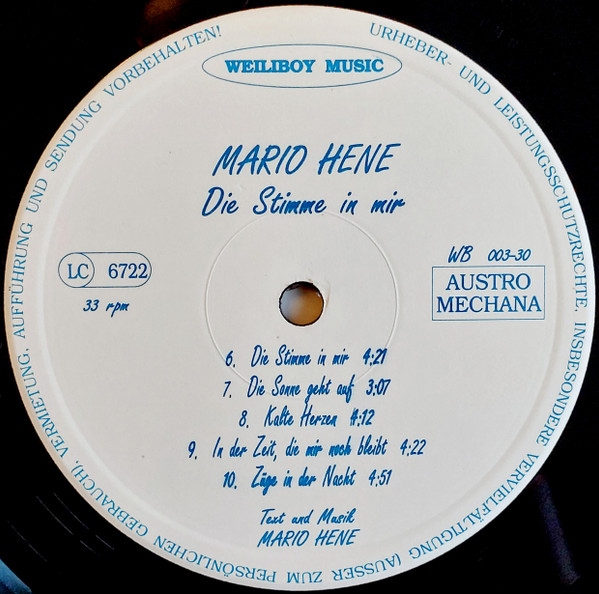 URHEBER- UND LEISTUNGSSCHUTZRECHTE, INSBESONDERE VERVIELFÄLTIGUNG (AUSSER ZUM PERSÖNLICHEN GEBRAUCH), VERMIETUNG, AUFFÜHRUNG UND SENDUNG VORBEHALTEN!
WEILIBOY MUSIC
MARIO HENE
Die Stimme in mir
LC 6722
33 rpm
WB 003-30
AUSTRO
MECHANA
6. Die Stimme in mir 4:21
7. Die Sonne geht auf 3:07
8. Kalte Herzen 4:12
9. In der Zeit, die mir noch bleibt 4:22
10. Züge in der Nacht 4:51
Text und Musik
MARIO HENE